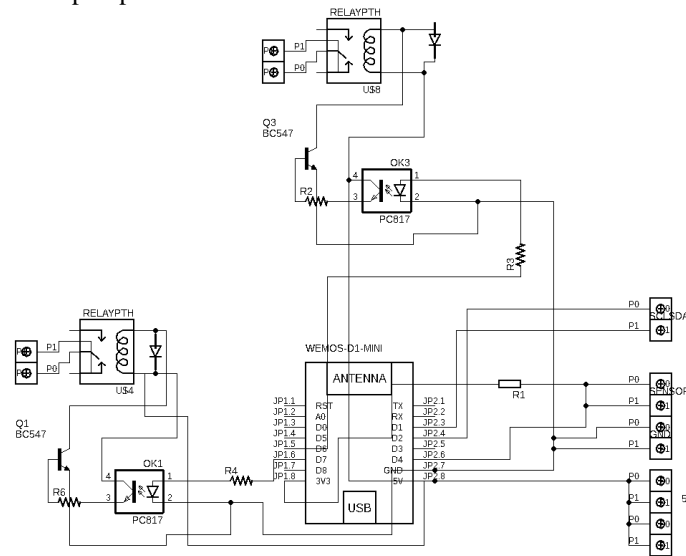 RELAYPTH
P1
P0
U$8
Q3
BC547
OK3
4
1
R2
3
2
PC817
R3
RELAYPTH
P1
P0
U$4
WEMOS-D1-MINI
ANTENNA
P0
SCLSDA
P1
R1
P0
SENSOR
P1
P0
GND
P1
JP1.1 RST TX JP2.1
JP1.2 A0 RX JP2.2
JP1.3 D0 D1 JP2.3
JP1.4 D5 D2 JP2.4
JP1.5 D6 D3 JP2.5
JP1.6 D7 D4 JP2.6
JP1.7 D8 GND JP2.7
JP1.8 3V3 5V JP2.8
USB
Q1
BC547
OK1
4
1
R4
R6
3
2
PC817
P0
P1
P0
P1
5